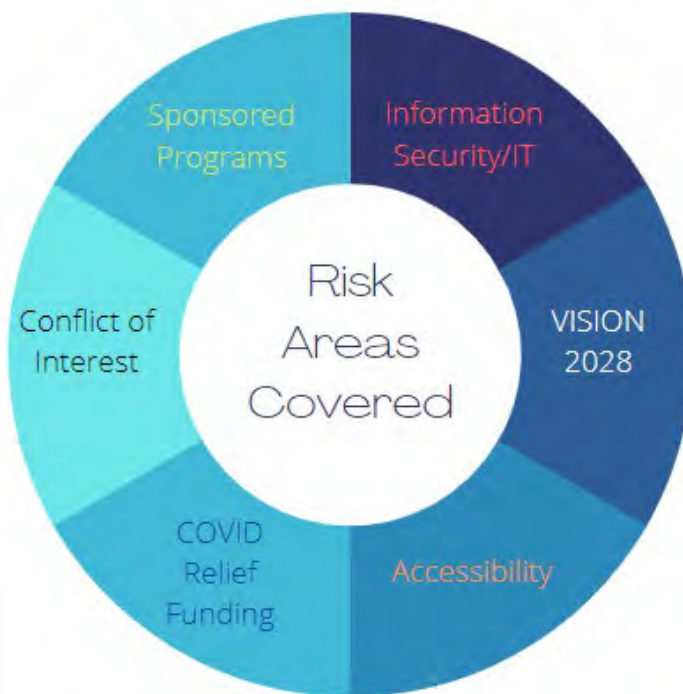 Risk
Areas
Covered
Information
Security/IT
VISION
2028
Accessibility
COVID
Relief
Funding
Conflict of
Interest
Sponsored
Programs